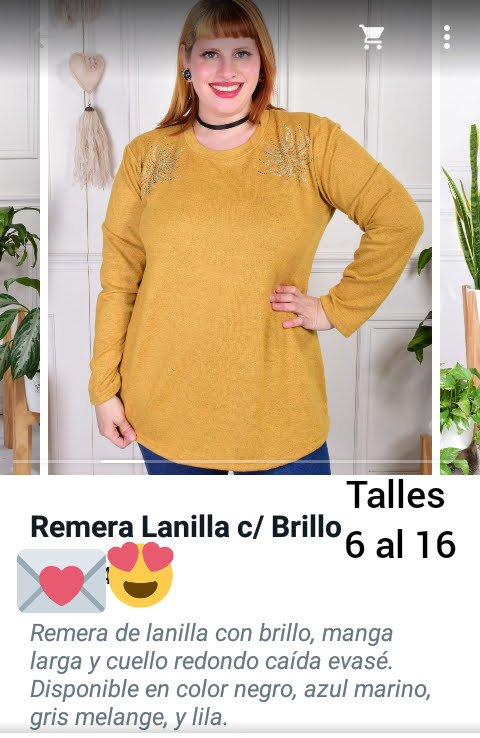 Talles
Remera Lanilla c/ Brillo
6 al 16
Remera de lanilla con brillo, manga
larga y cuello redondo caída evasé.
Disponible en color negro, azul marino,
gris melange, y lila.